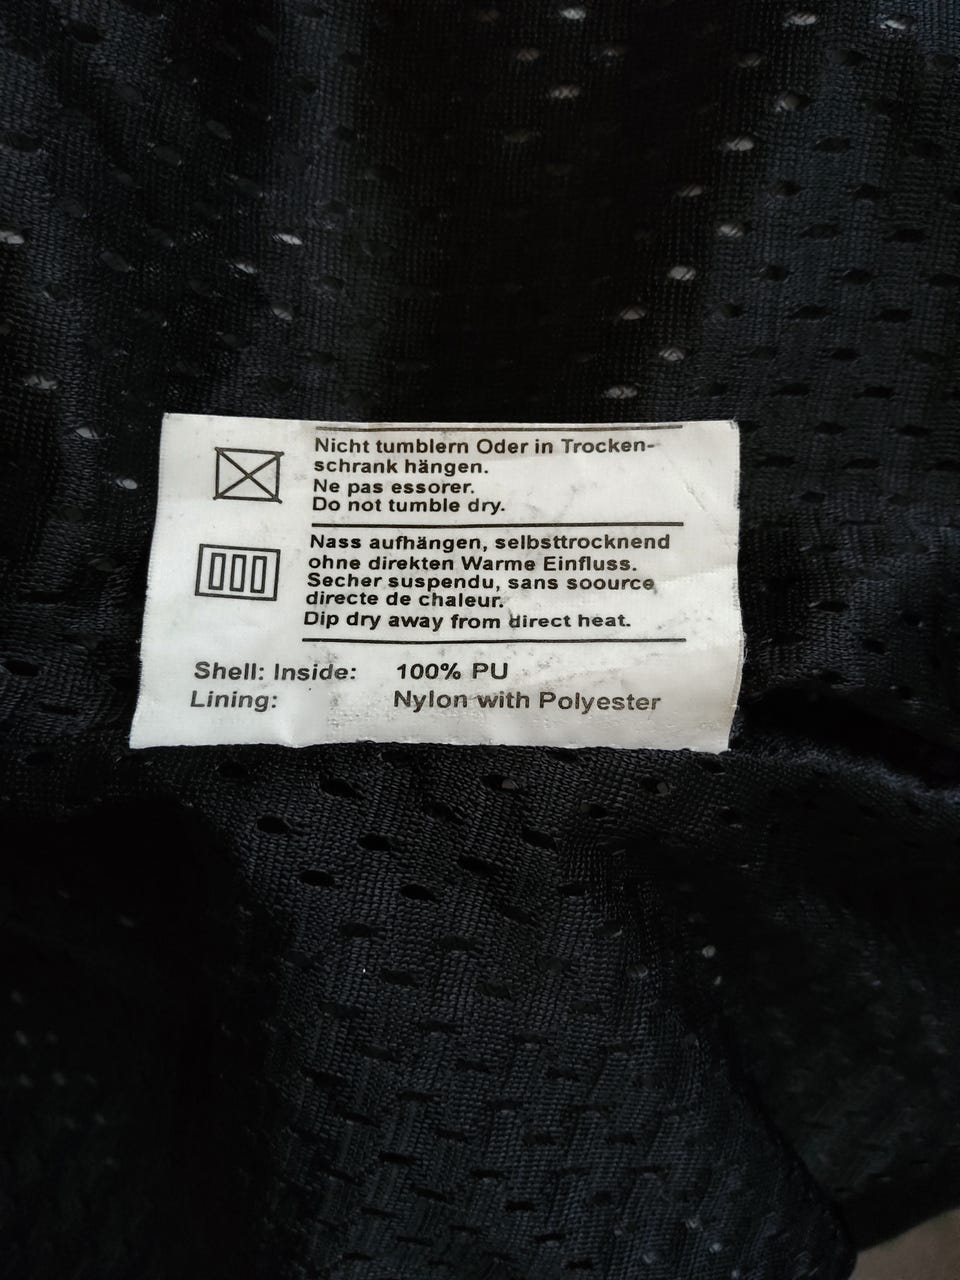 Nicht tumblern Oder in Trocken-
schrank hängen.
Ne pas essorer.
Do not tumble dry.
Nass aufhängen, selbsttrocknend
ohne direkten Warme Einfluss.
Secher suspendu, sans soource
directe de chaleur.
Dip dry away from direct heat.
Shell: Inside: 100% PU
Lining: Nylon with Polyester